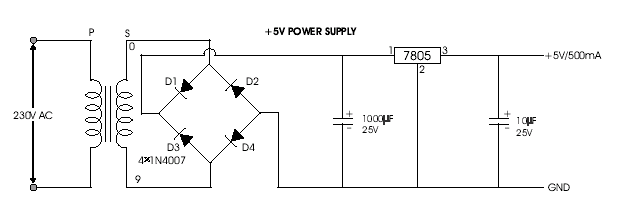 +5V POWER SUPPLY
P
S
0
1
7805
3
2
+5V/500mA
230V AC
D1
D2
D3
D4
4×1N4007
9
+
1000µF
25V
−
+
10µF
25V
−
GND